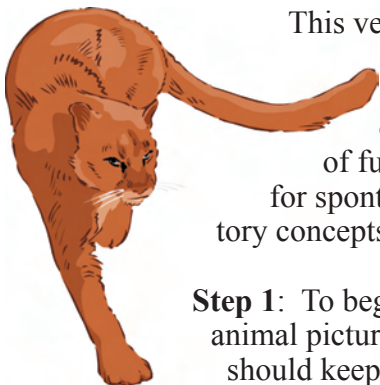 This ve
of fu
for spont
tory concepts
Step 1: To beg
animal pictur
should keep